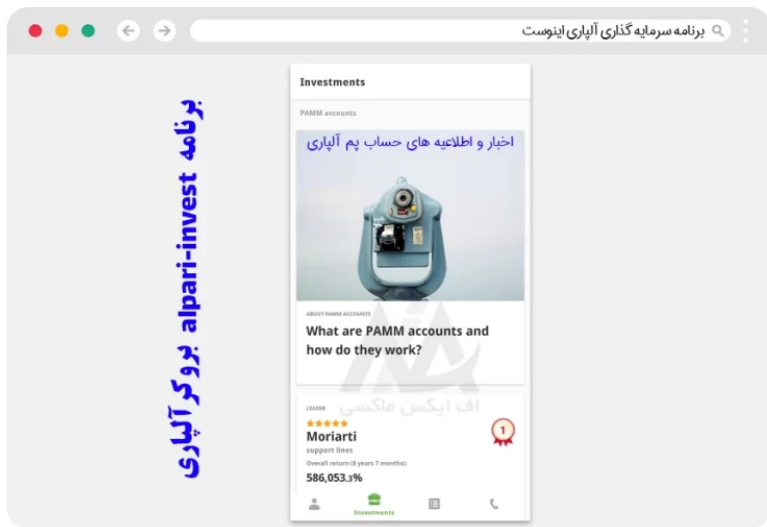 برنامه سرمایه گذاری آلپاری اینوست
برنامه alpari-invest بروکر آلپاری
Investments
PAMM accounts
اخبار و اطلاعیه های حساب پم آلپاری
ABOUT PAMM ACCOUNTS
What are PAMM accounts and
how do they work?
اف ایکس ماکسی
LEADER
Moriarti
1
support lines
Overall return (8 years 7 months):
586,053.3%
Investments